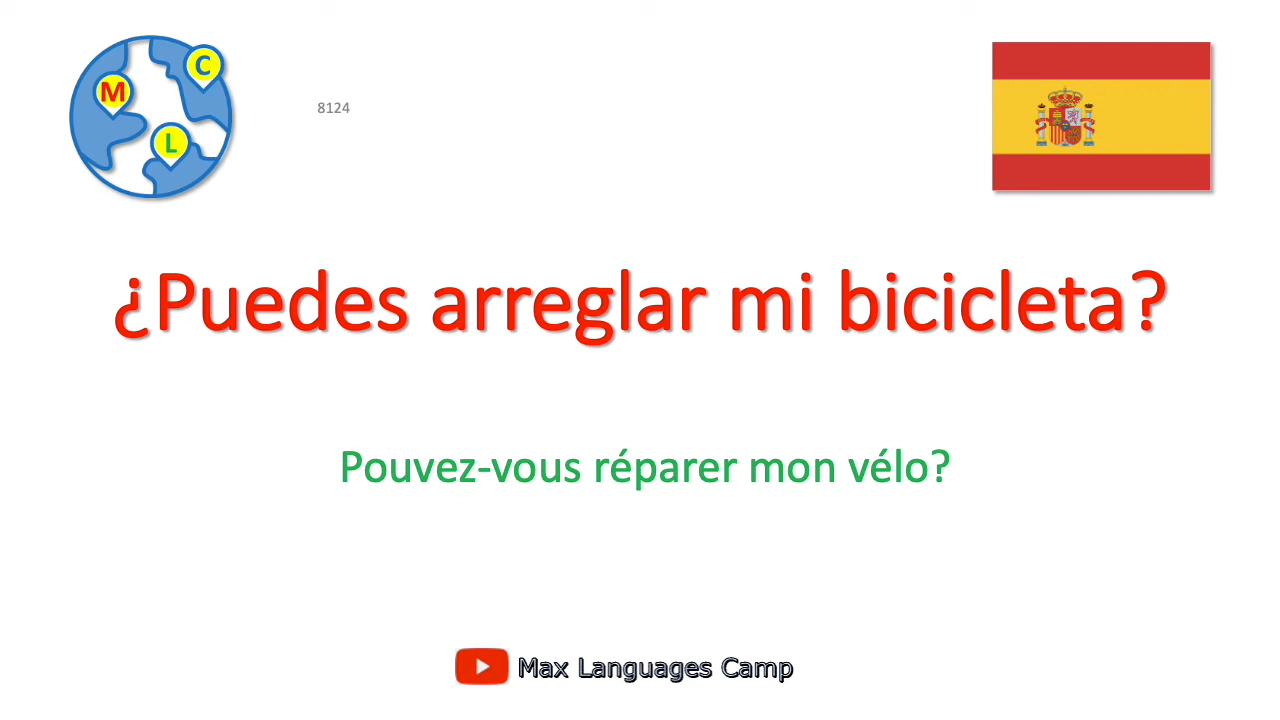 M
C
L
8124
¿Puedes arreglar mi bicicleta?
Pouvez-vous réparer mon vélo?
Max Languages Camp